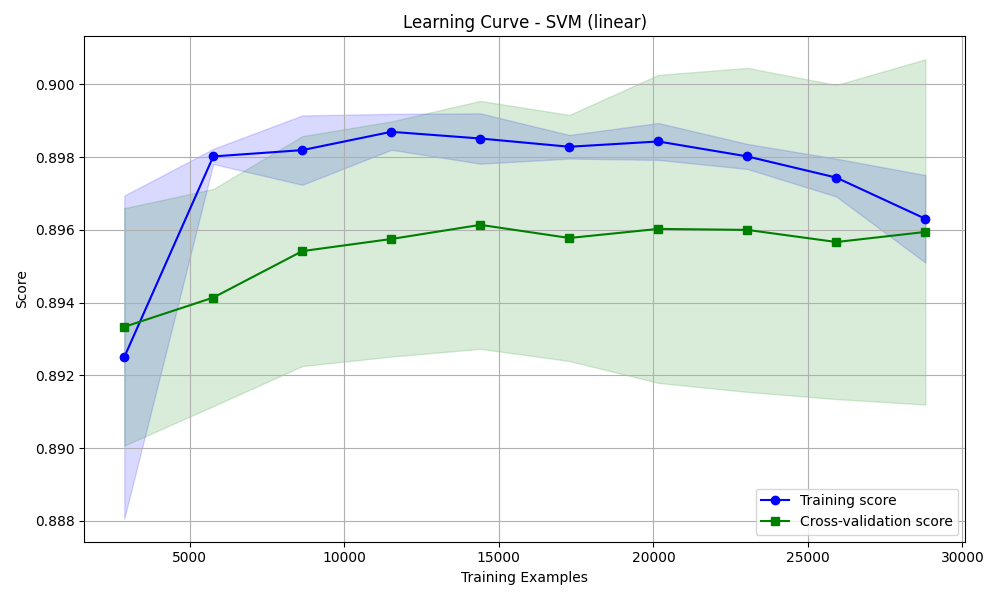 Learning Curve - SVM (linear)
Score
0.900
0.898
0.896
0.894
0.892
0.890
0.888
Training score
Cross-validation score
5000 10000 15000 20000 25000 30000
Training Examples